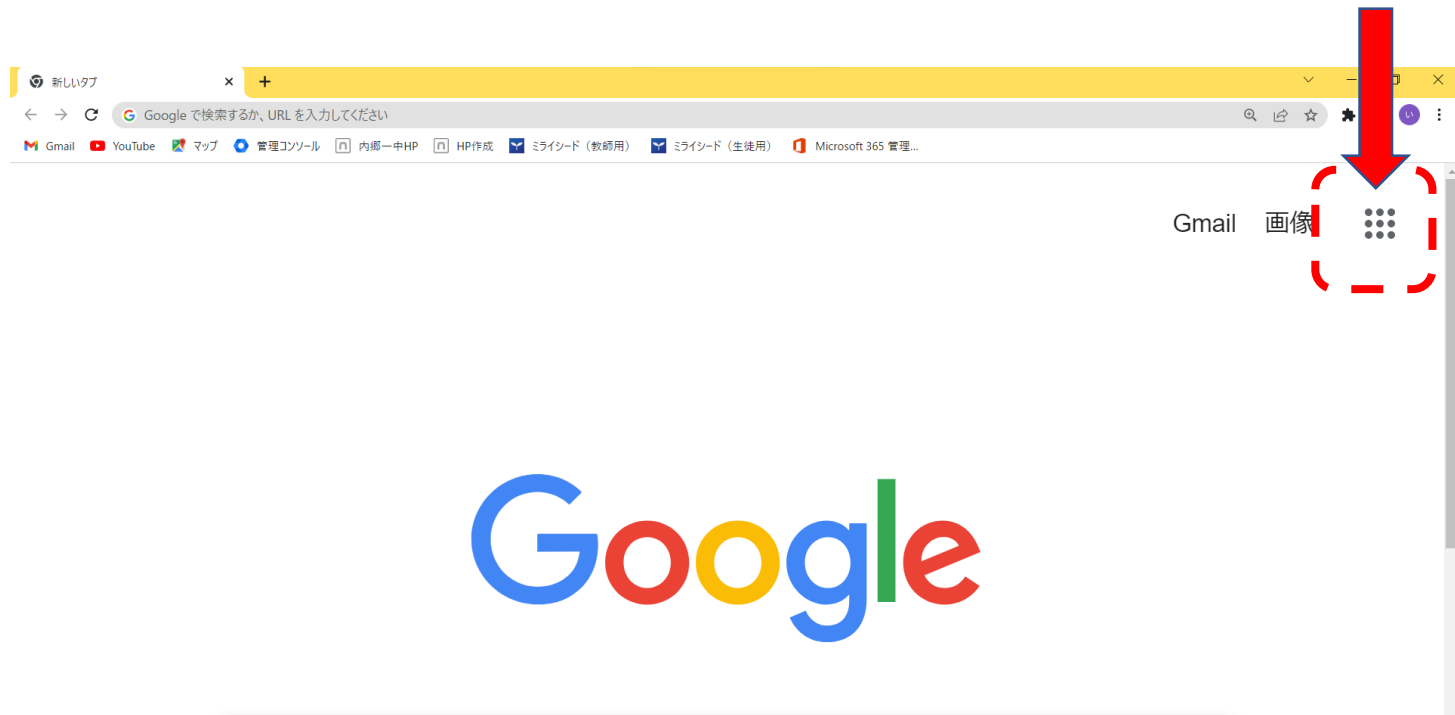 新しいタブ
Google で検索するか、URL を入力してください
い
Gmail YouTube マップ 管理コンソール 内郷一中HP HP作成 ミライシード（教師用） ミライシード（生徒用） Microsoft 365 管理...
Gmail 画像
Google